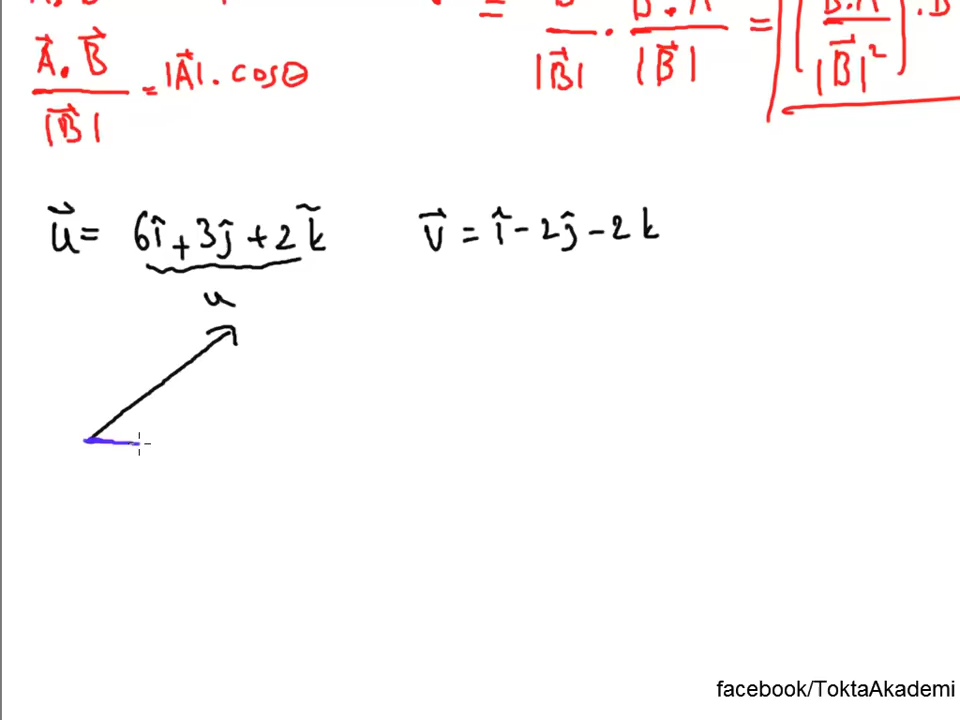 = B/|B⃗| · B·A/|B⃗| = (B·A/|B⃗|²)·B
A⃗·B⃗/|B⃗| = |A⃗|·cosθ
u⃗ = 6î + 3ĵ + 2k̃ v⃗ = î - 2ĵ - 2k
u
facebook/ToktaAkademi